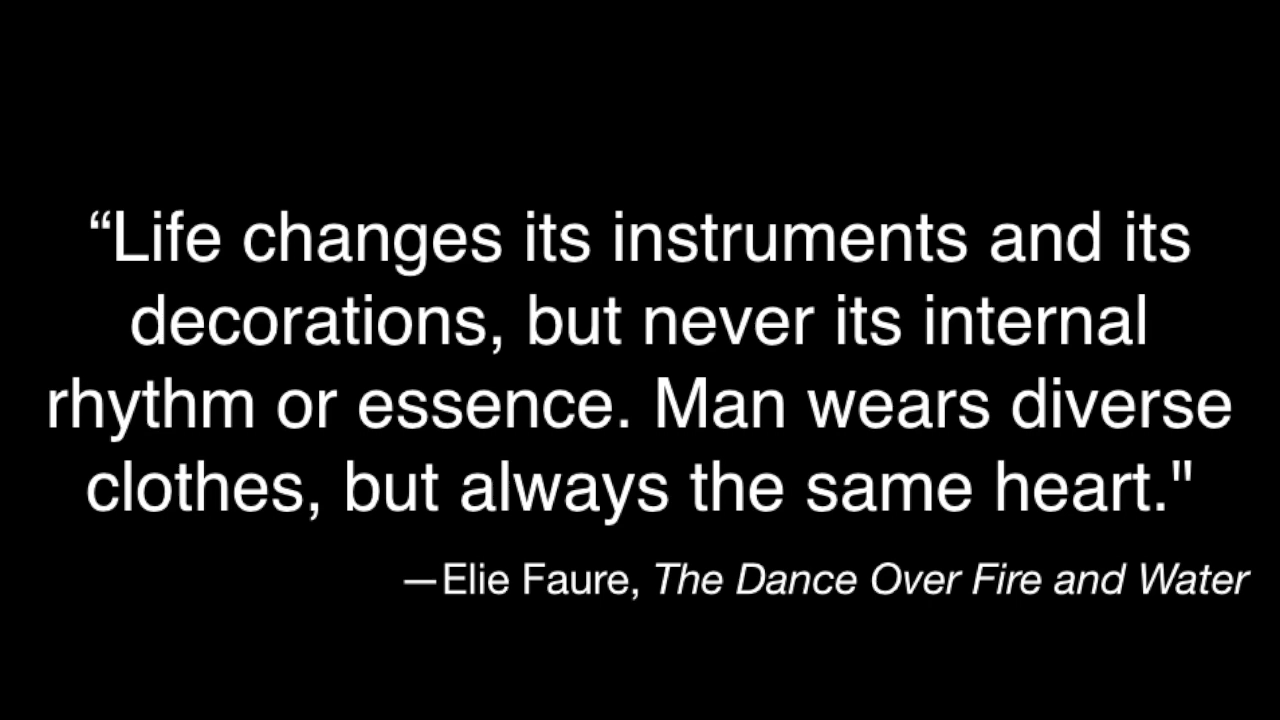 “Life changes its instruments and its
decorations, but never its internal
rhythm or essence. Man wears diverse
clothes, but always the same heart."
—Elie Faure, The Dance Over Fire and Water